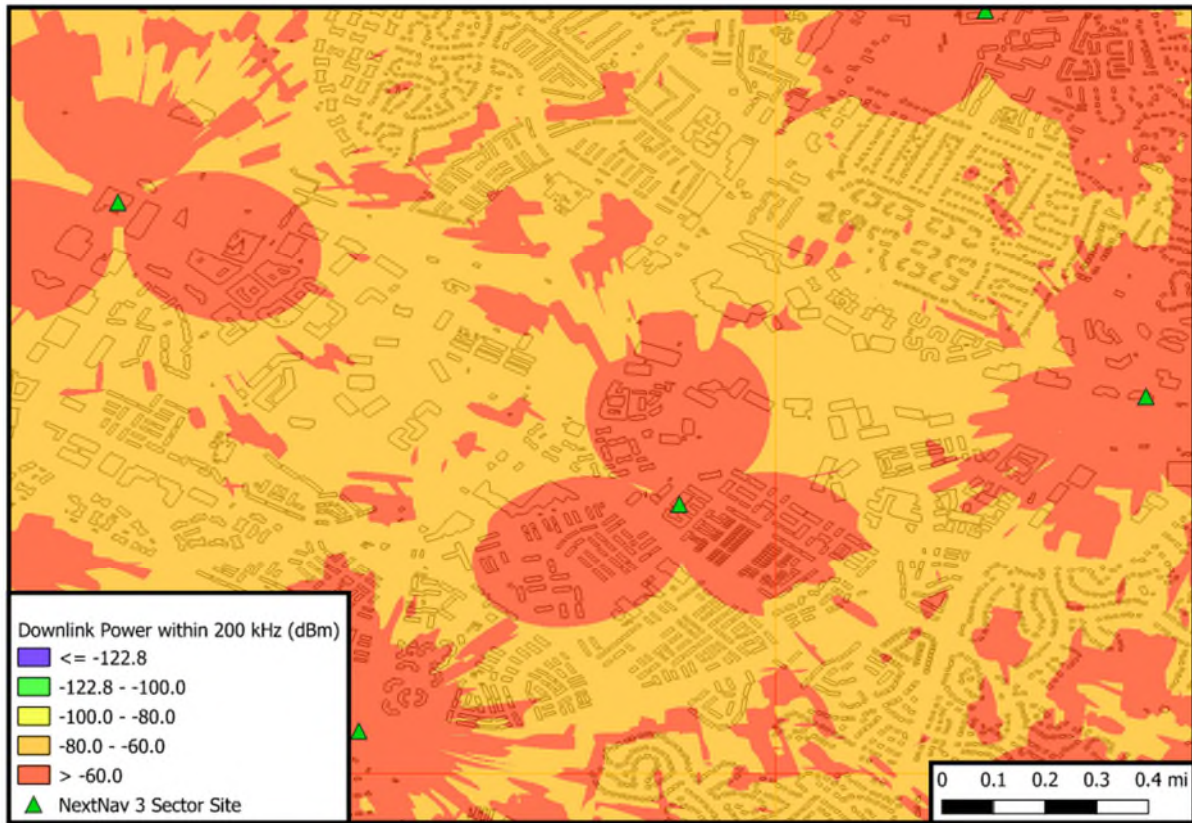 Downlink Power within 200 kHz (dBm)
<= -122.8
-122.8 - -100.0
-100.0 - -80.0
-80.0 - -60.0
> -60.0
NextNav 3 Sector Site
0 0.1 0.2 0.3 0.4 mi